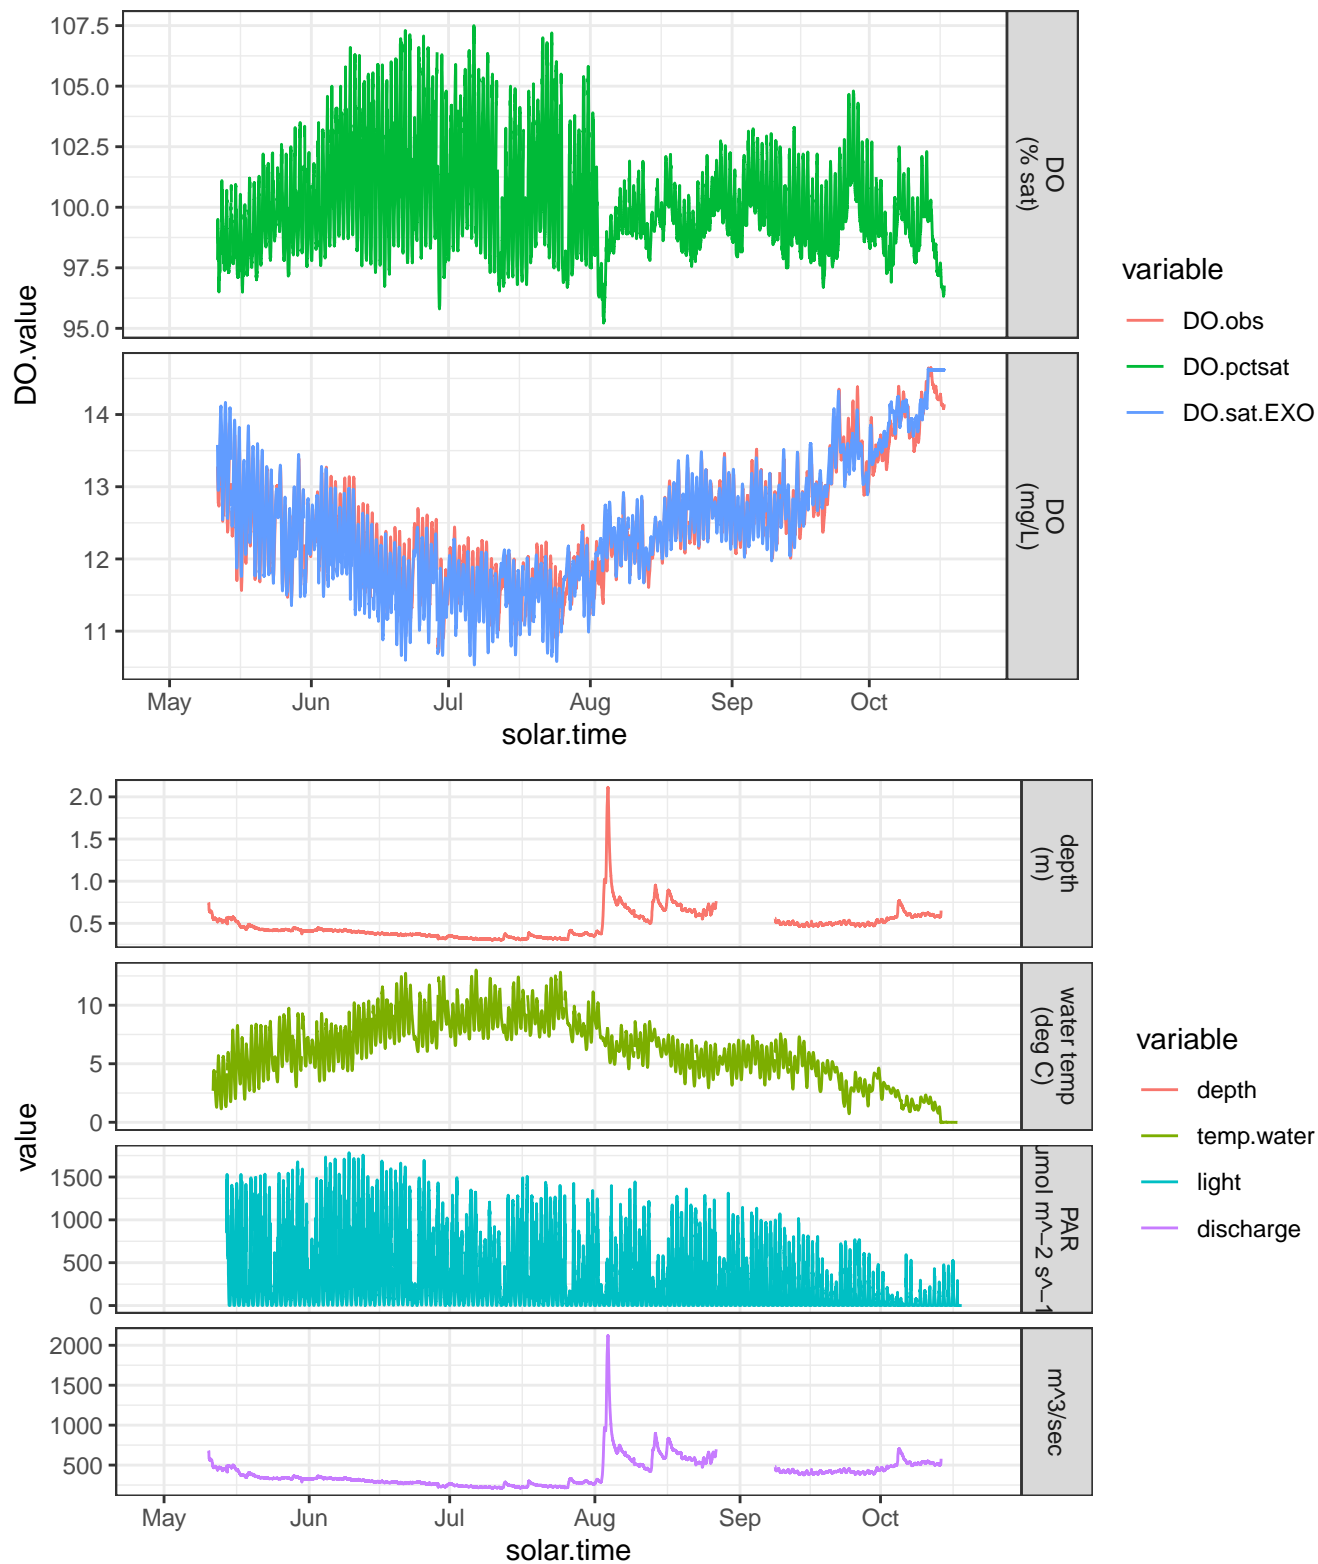 107.5
105.0
102.5
100.0
97.5
95.0
DO
(% sat)
DO.value
14
13
12
11
DO
(mg/L)
May Jun Jul Aug Sep Oct
solar.time
variable
DO.obs
DO.pctsat
DO.sat.EXO
2.0
1.5
1.0
0.5
depth
(m)
10
5
0
water temp
(deg C)
value
1500
1000
500
0
PAR
umol m^−2 s^−1
2000
1500
1000
500
m^3/sec
May Jun Jul Aug Sep Oct
solar.time
variable
depth
temp.water
light
discharge